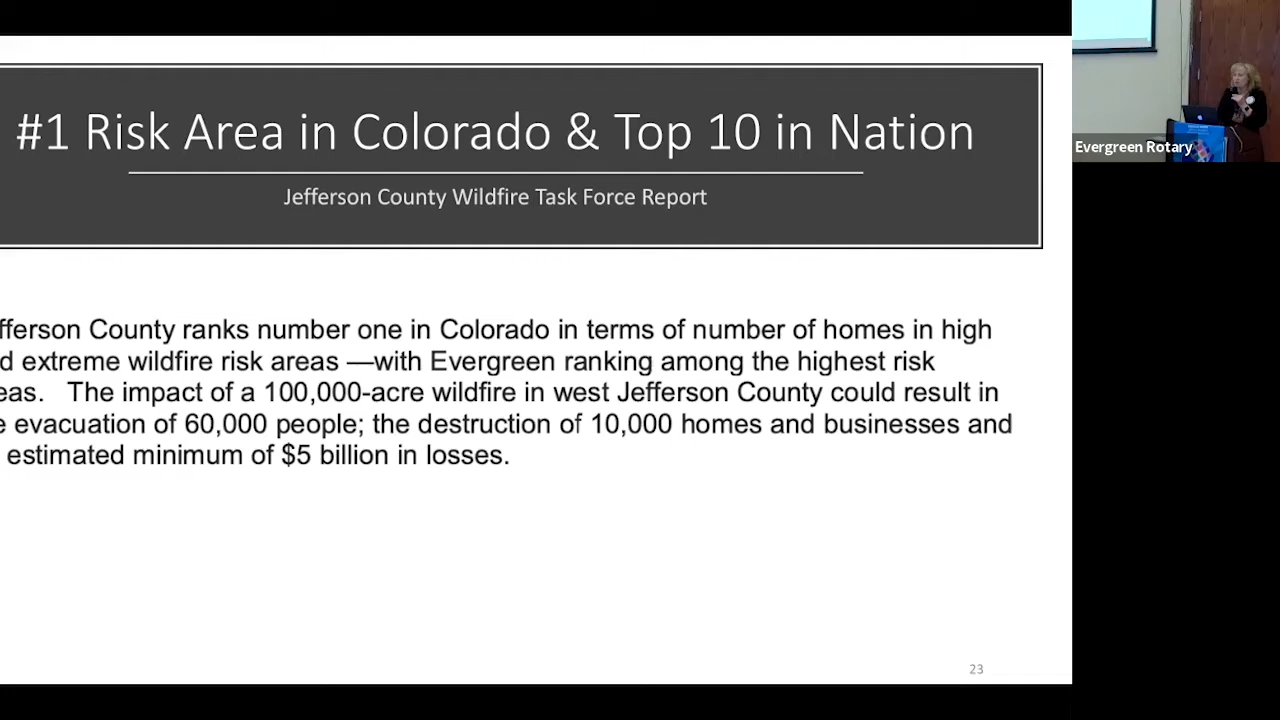 #1 Risk Area in Colorado & Top 10 in Nation
Jefferson County Wildfire Task Force Report
Evergreen Rotary
fferson County ranks number one in Colorado in terms of number of homes in high
d extreme wildfire risk areas —with Evergreen ranking among the highest risk
eas. The impact of a 100,000-acre wildfire in west Jefferson County could result in
e evacuation of 60,000 people; the destruction of 10,000 homes and businesses and
estimated minimum of $5 billion in losses.
23